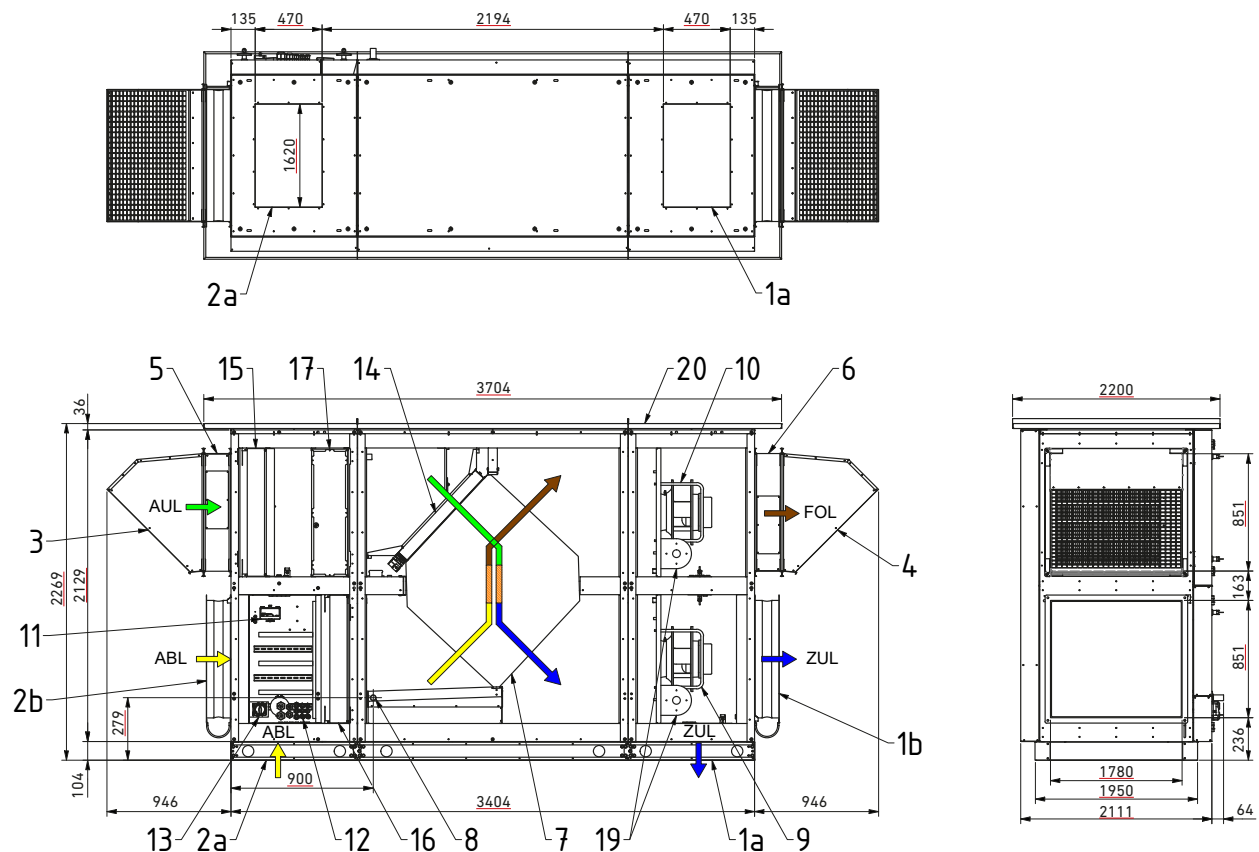 135 470 2194 470 135
1620
2a 1a
5 15 17 14 20 10 6
3704 2200
36
AUL FOL
3 4
851
2269 2129
163
11
ABL ZUL
851
2b 1b
279
ABL ZUL
236
104
900 1780
946 3404 946 1950
2111 64
13 2a 12 16 8 7 19 1a 9